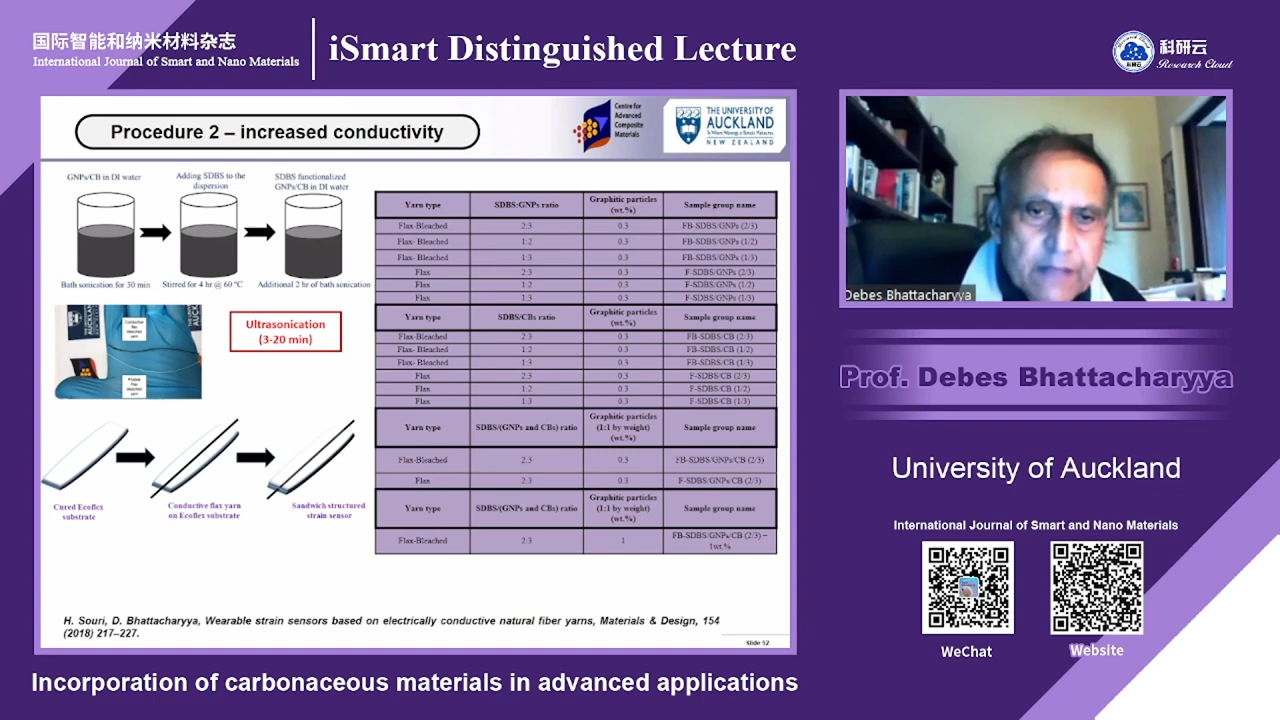 国际智能和纳米材料杂志
International Journal of Smart and Nano Materials
iSmart Distinguished Lecture
科研云
Research Cloud
Procedure 2 – increased conductivity
Centre for
Advanced
Composite
Materials
THE UNIVERSITY OF
AUCKLAND
Te Whare Wānanga o Tāmaki Makaurau
NEW ZEALAND
GNPs/CB in DI water
Adding SDBS to the
dispersion
SDBS functionalized
GNPs/CB in DI water
Bath sonication for 30 min
Stirred for 4 hr @ 60 °C
Additional 2 hr of bath sonication
Conductive
flax
bleached
yarn
Pristine
flax
bleached
yarn
Ultrasonication
(3-20 min)
Cured Ecoflex
substrate
Conductive flax yarn
on Ecoflex substrate
Sandwich structured
strain sensor
Yarn type SDBS:GNPs ratio Graphitic particles (wt.%) Sample group name
Flax-Bleached 2:3 0.3 FB-SDBS/GNPs (2/3)
Flax- Bleached 1:2 0.3 FB-SDBS/GNPs (1/2)
Flax- Bleached 1:3 0.3 FB-SDBS/GNPs (1/3)
Flax 2:3 0.3 F-SDBS/GNPs (2/3)
Flax 1:2 0.3 F-SDBS/GNPs (1/2)
Flax 1:3 0.3 F-SDBS/GNPs (1/3)
Yarn type SDBS/CBs ratio Graphitic particles (wt.%) Sample group name
Flax-Bleached 2:3 0.3 FB-SDBS/CB (2/3)
Flax- Bleached 1:2 0.3 FB-SDBS/CB (1/2)
Flax- Bleached 1:3 0.3 FB-SDBS/CB (1/3)
Flax 2:3 0.3 F-SDBS/CB (2/3)
Flax 1:2 0.3 F-SDBS/CB (1/2)
Flax 1:3 0.3 F-SDBS/CB (1/3)
Yarn type SDBS/(GNPs and CBs) ratio Graphitic particles (1:1 by weight) (wt.%) Sample group name
Flax-Bleached 2:3 0.3 FB-SDBS/GNPs/CB (2/3)
Flax 2:3 0.3 F-SDBS/GNPs/CB (2/3)
Yarn type SDBS/(GNPs and CBs) ratio Graphitic particles (1:1 by weight) (wt.%) Sample group name
Flax-Bleached 2:3 1 FB-SDBS/GNPs/CB (2/3) – 1wt.%
H. Souri, D. Bhattacharyya, Wearable strain sensors based on electrically conductive natural fiber yarns, Materials & Design, 154
(2018) 217–227.
Slide 52
Debes Bhattacharyya
Prof. Debes Bhattacharyya
University of Auckland
International Journal of Smart and Nano Materials
WeChat
Website
Incorporation of carbonaceous materials in advanced applications